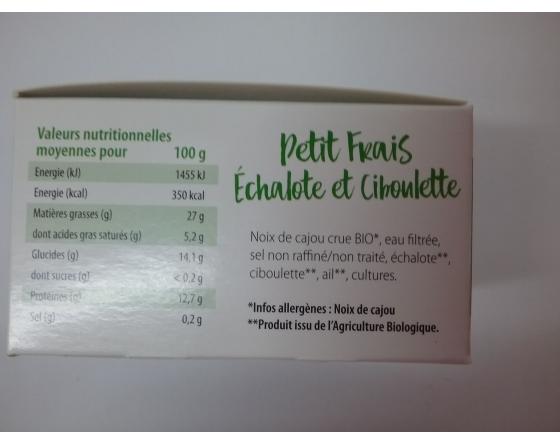 Valeurs nutritionnelles
moyennes pour 100 g
Energie (kJ) 1455 kJ
Energie (kcal) 350 kcal
Matières grasses (g) 27 g
dont acides gras saturés (g) 5,2 g
Glucides (g) 14,1 g
dont sucres (g) < 0,2 g
Proteines (g) 12,7 g
Sel (g) 0,2 g
Petit Frais
Échalote et Ciboulette
Noix de cajou crue BIO*, eau filtrée,
sel non raffiné/non traité, échalote**,
ciboulette**, ail**, cultures.
*Infos allergènes : Noix de cajou
**Produit issu de l'Agriculture Biologique.